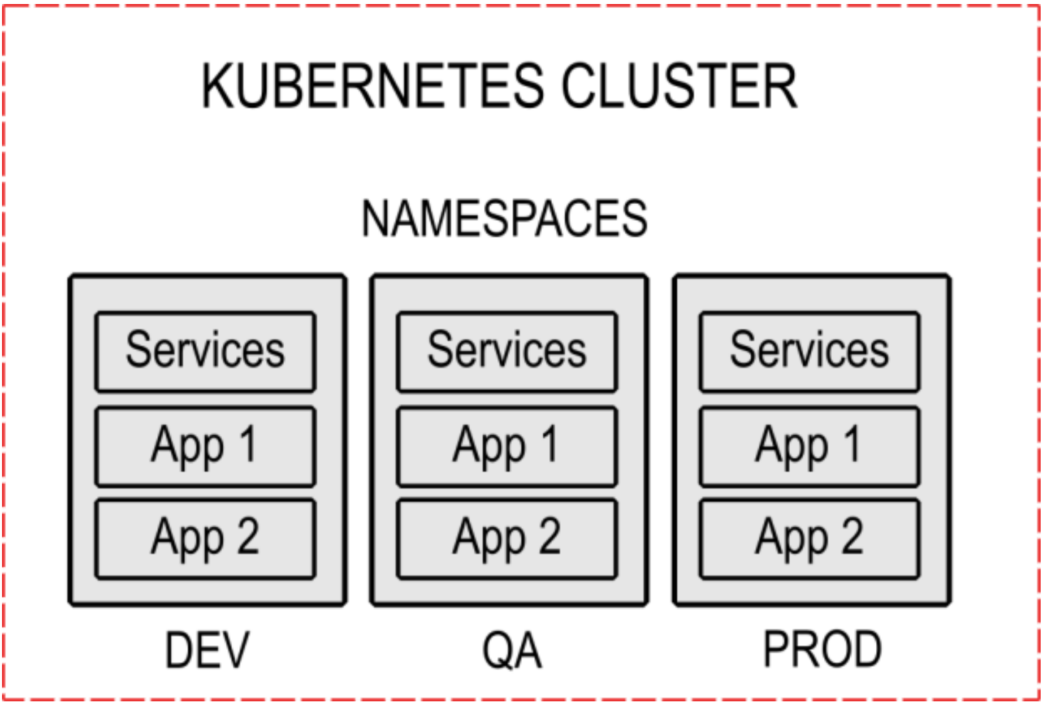 KUBERNETES CLUSTER
NAMESPACES
Services
App 1
App 2
DEV
Services
App 1
App 2
QA
Services
App 1
App 2
PROD